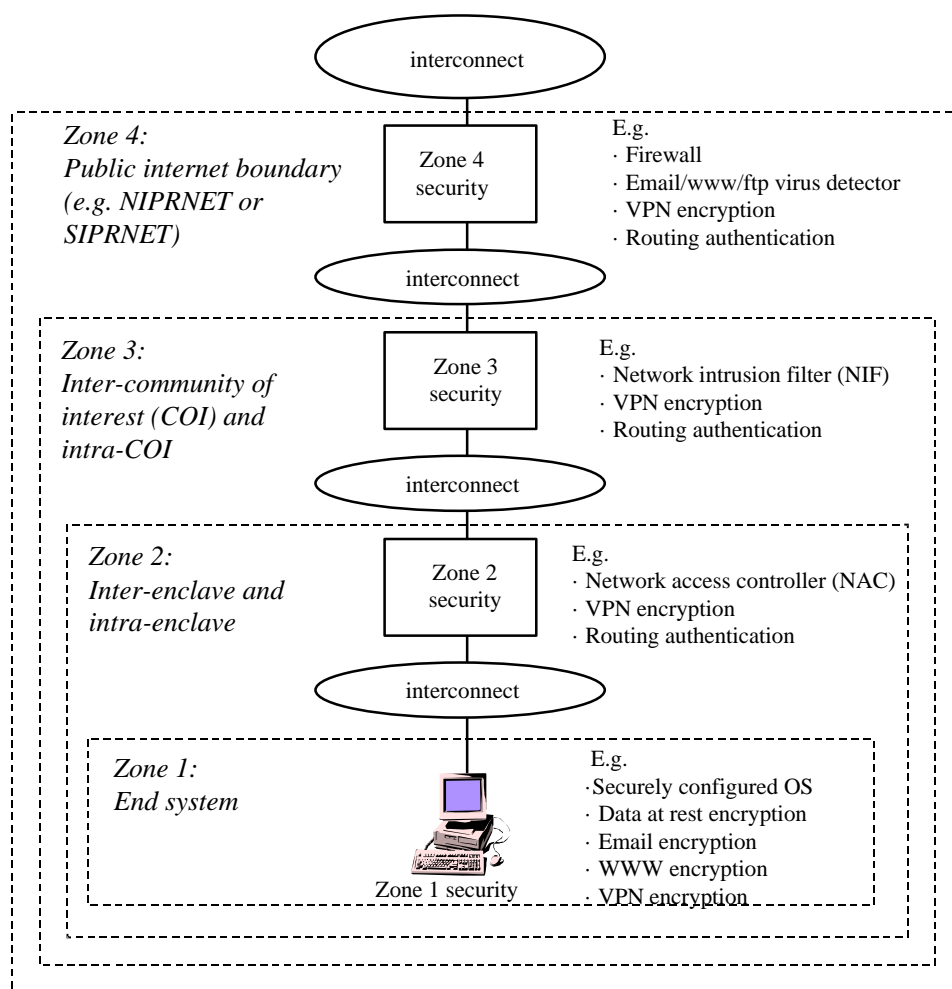 interconnect
Zone 4:
Public internet boundary
(e.g. NIPRNET or
SIPRNET)
Zone 4
security
E.g.
· Firewall
· Email/www/ftp virus detector
· VPN encryption
· Routing authentication
interconnect
Zone 3:
Inter-community of
interest (COI) and
intra-COI
Zone 3
security
E.g.
· Network intrusion filter (NIF)
· VPN encryption
· Routing authentication
interconnect
Zone 2:
Inter-enclave and
intra-enclave
Zone 2
security
E.g.
· Network access controller (NAC)
· VPN encryption
· Routing authentication
interconnect
Zone 1:
End system
Zone 1 security
E.g.
·Securely configured OS
· Data at rest encryption
· Email encryption
· WWW encryption
· VPN encryption